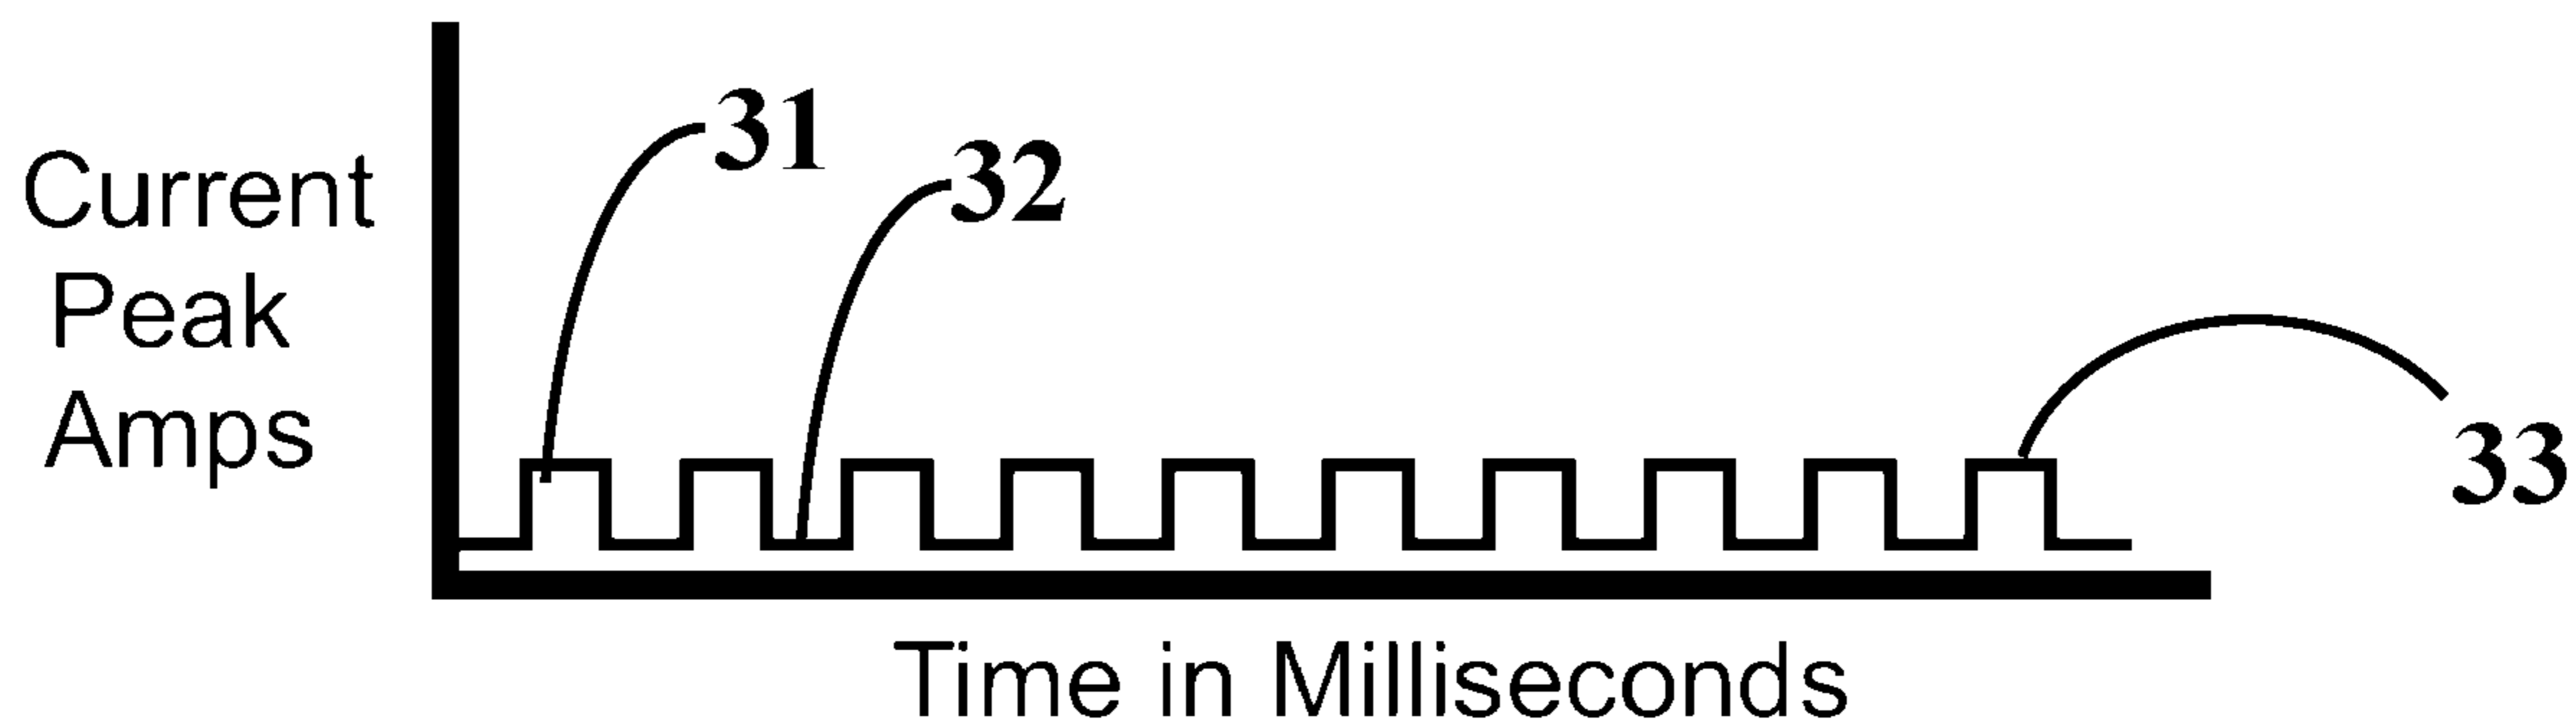 31
32
Current
Peak
Amps
33
Time in Milliseconds